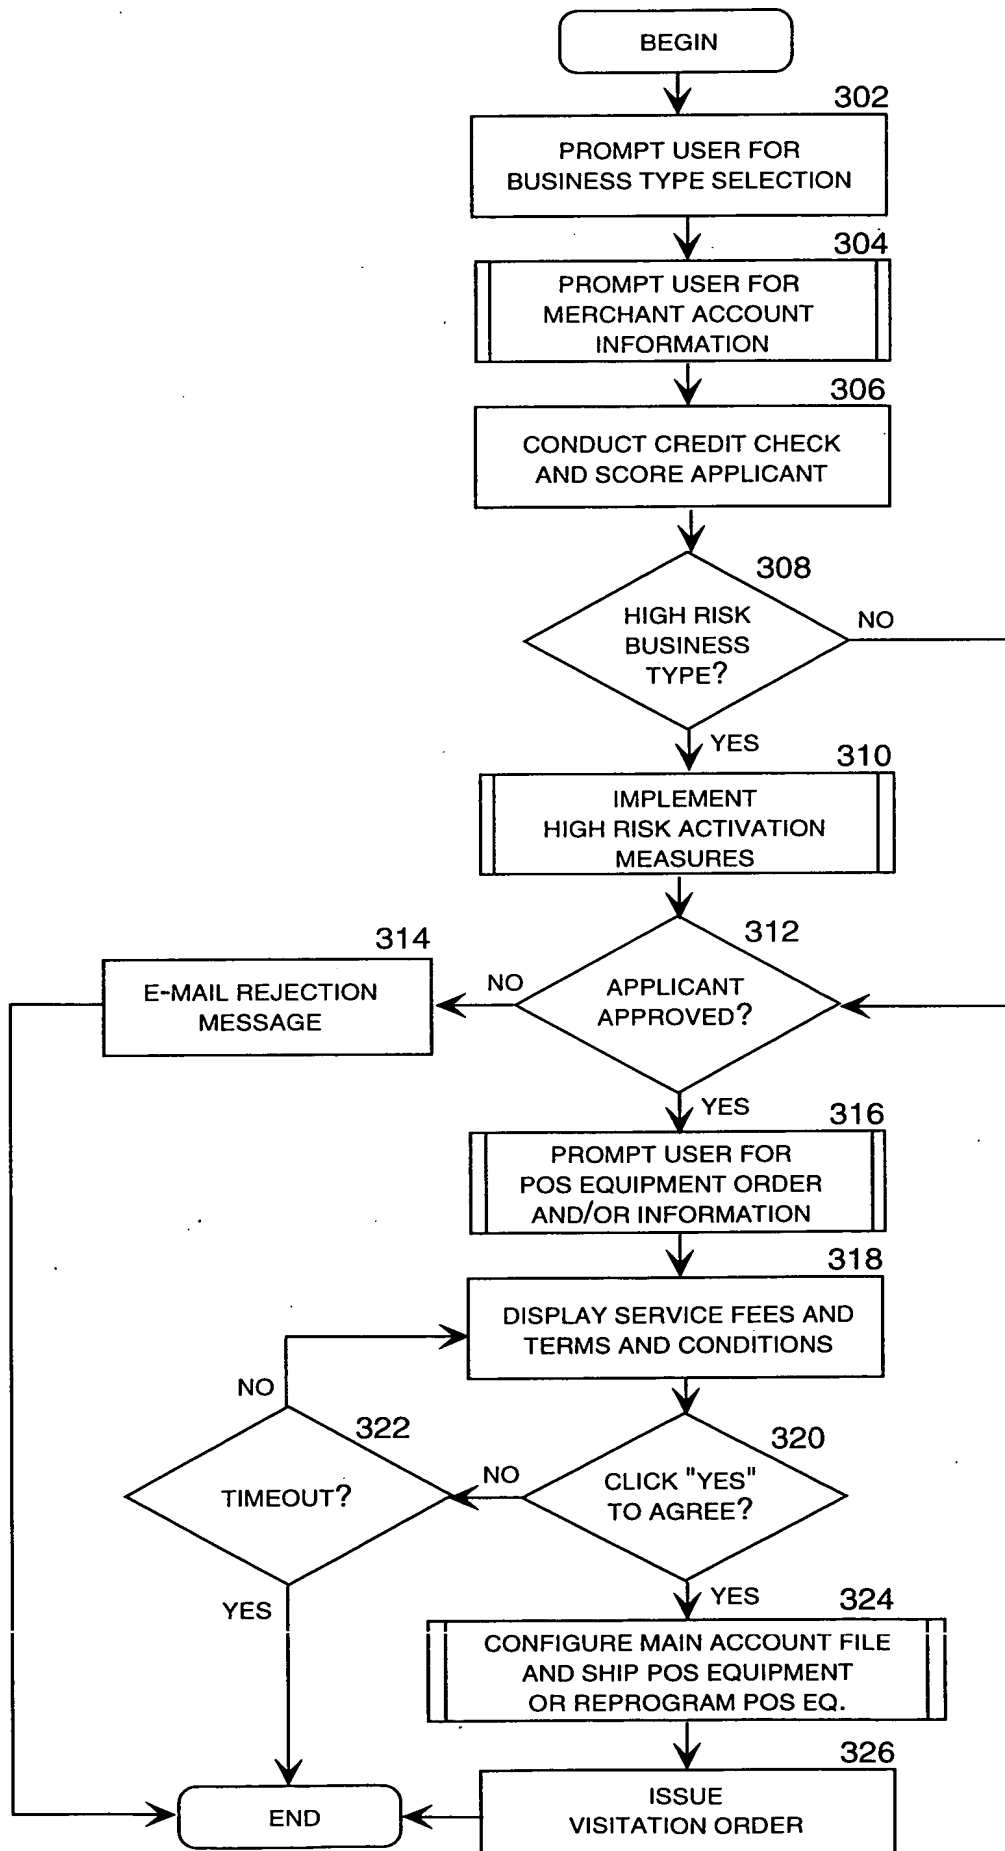 BEGIN
302
PROMPT USER FOR
BUSINESS TYPE SELECTION
304
PROMPT USER FOR
MERCHANT ACCOUNT
INFORMATION
306
CONDUCT CREDIT CHECK
AND SCORE APPLICANT
308
HIGH RISK
BUSINESS
TYPE?
NO
YES
310
IMPLEMENT
HIGH RISK ACTIVATION
MEASURES
312
APPLICANT
APPROVED?
NO
314
E-MAIL REJECTION
MESSAGE
YES
316
PROMPT USER FOR
POS EQUIPMENT ORDER
AND/OR INFORMATION
318
DISPLAY SERVICE FEES AND
TERMS AND CONDITIONS
320
CLICK "YES"
TO AGREE?
NO
322
TIMEOUT?
NO
YES
YES
324
CONFIGURE MAIN ACCOUNT FILE
AND SHIP POS EQUIPMENT
OR REPROGRAM POS EQ.
326
ISSUE
VISITATION ORDER
END